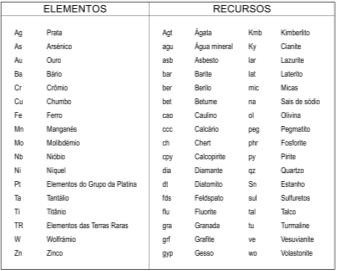 ELEMENTOS RECURSOS
Ag Prata Agt Ágata Kmb Kimberlito
As Arsénico agu Água mineral Ky Cianite
Au Ouro asb Asbesto lar Lazurite
Ba Bário bar Barite lat Laterito
Cr Crómio ber Berilo mic Micas
Cu Chumbo bet Betume na Sais de sódio
Fe Ferro cao Caulino ol Olivina
Mn Manganés ccc Calcário peg Pegmatito
Mo Molibdémio ch Chert phr Fosforite
Nb Nióbio cpy Calcopirite py Pirite
Ni Níquel dia Diamante qz Quartzo
Pt Elementos do Grupo da Platina dt Diatomito Sn Estanho
Ta Tantálio fds Feldspato sul Sulfuretos
Ti Titânio flu Fluorite tal Talco
TR Elementos das Terras Raras gra Granada tu Turmaline
W Wolfrâmio grf Grafite ve Vesuvianite
Zn Zinco gyp Gesso wo Volastonite